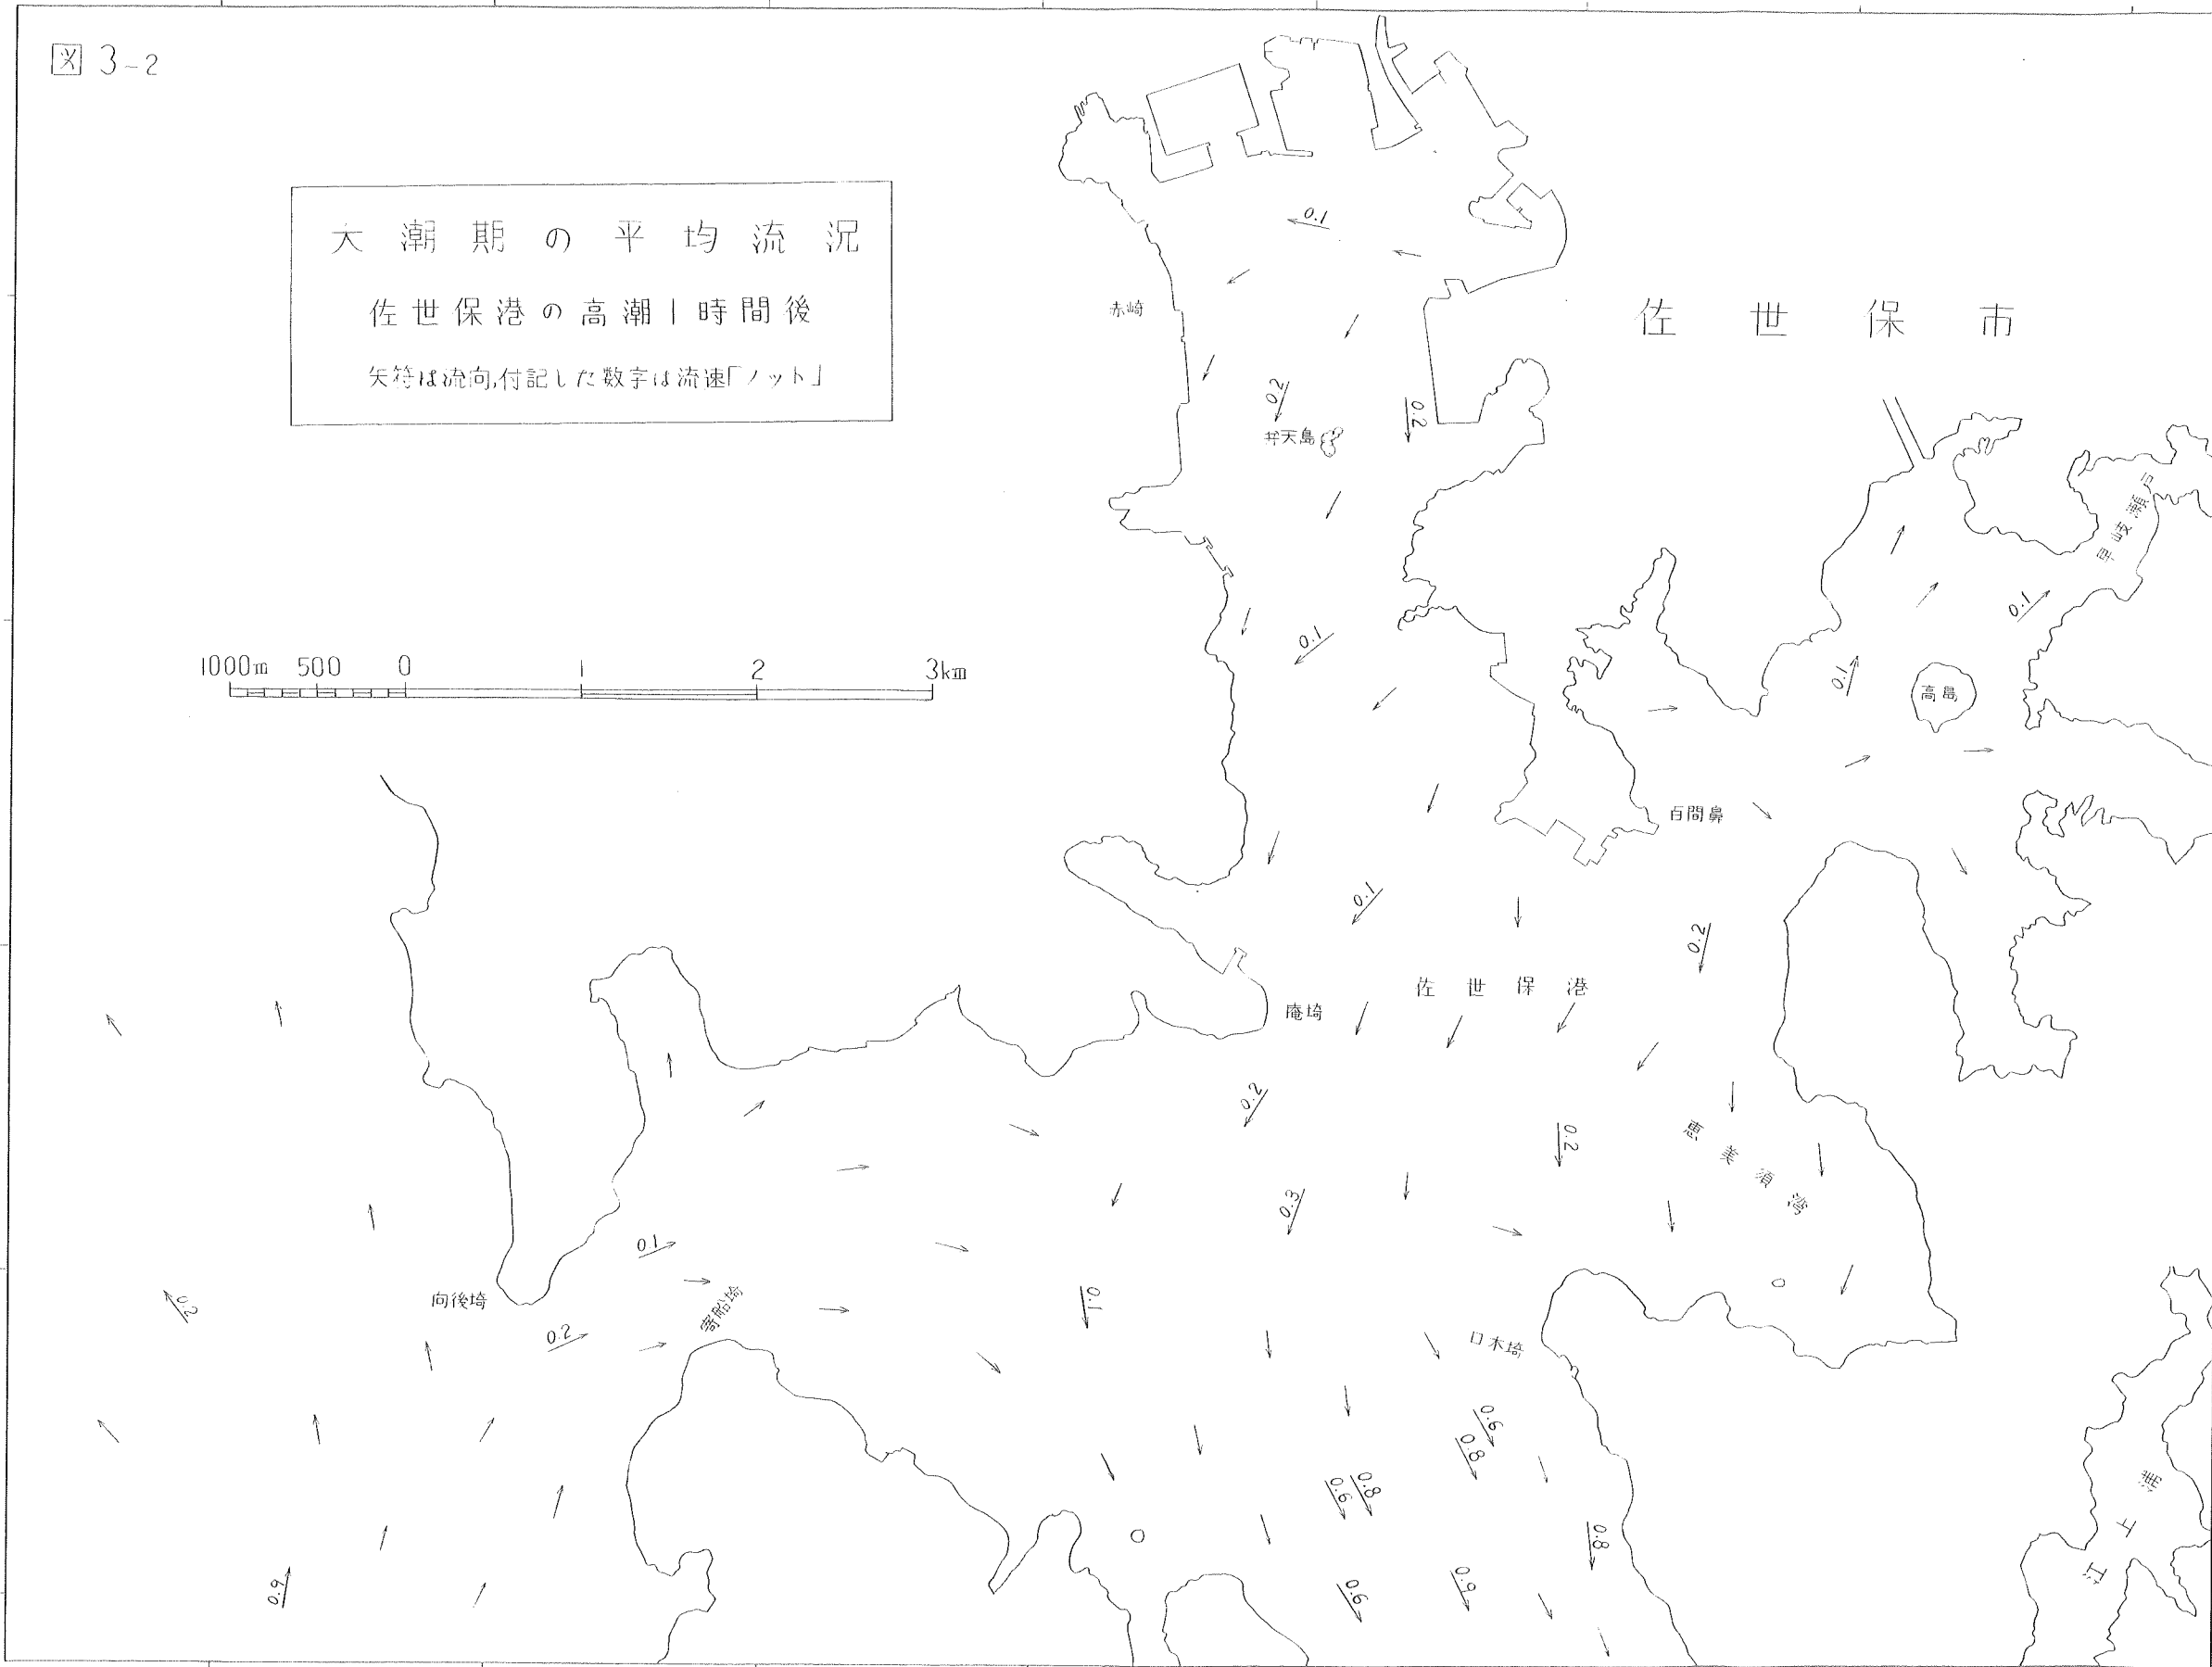 図 3-2
大潮期の平均流況
佐世保港の高潮1時間後
矢符は流向,付記した数字は流速「ノット」
0.1
赤崎
佐世保市
0.2
0.2
弁天島
早岐瀬戸
0.1
0.1
1000m 500 0 1 2 3km
0.1
高島
百間鼻
0.1
0.2
佐世保港
庵埼
0.2
0.2
恵美須湾
0.3
0.1
向後埼
0.2
寄船埼
0.1
0.2
口木埼
0.6
0.8
0.8
0.6
江上浦
0.8
0.9
0.6
0.9